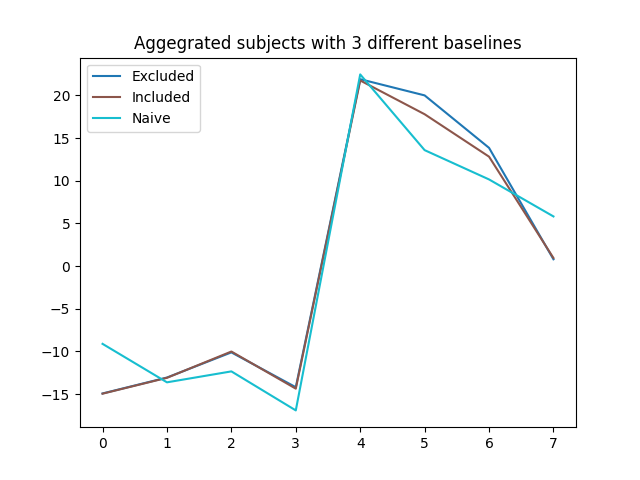 Aggegrated subjects with 3 different baselines
Excluded
Included
Naive
20
15
10
5
0
−5
−10
−15
0 1 2 3 4 5 6 7